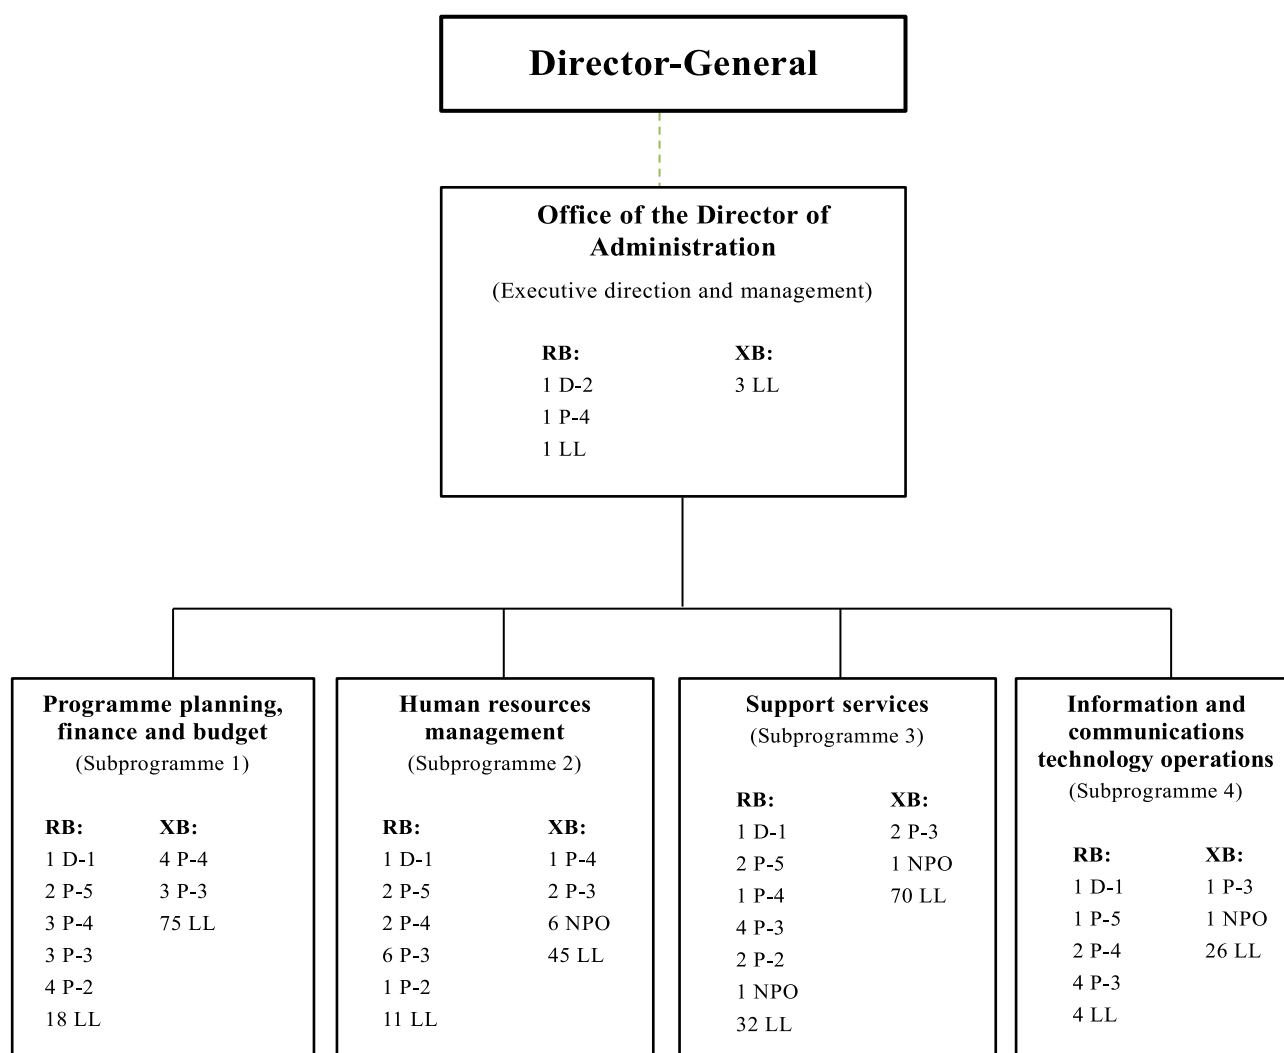 Director-General
Office of the Director of
Administration
(Executive direction and management)
RB:
1 D-2
1 P-4
1 LL
XB:
3 LL
Programme planning,
finance and budget
(Subprogramme 1)
RB:
1 D-1
2 P-5
3 P-4
3 P-3
4 P-2
18 LL
XB:
4 P-4
3 P-3
75 LL
Human resources
management
(Subprogramme 2)
RB:
1 D-1
2 P-5
2 P-4
6 P-3
1 P-2
11 LL
XB:
1 P-4
2 P-3
6 NPO
45 LL
Support services
(Subprogramme 3)
RB:
1 D-1
2 P-5
1 P-4
4 P-3
2 P-2
1 NPO
32 LL
XB:
2 P-3
1 NPO
70 LL
Information and
communications
technology operations
(Subprogramme 4)
RB:
1 D-1
1 P-5
2 P-4
4 P-3
4 LL
XB:
1 P-3
1 NPO
26 LL